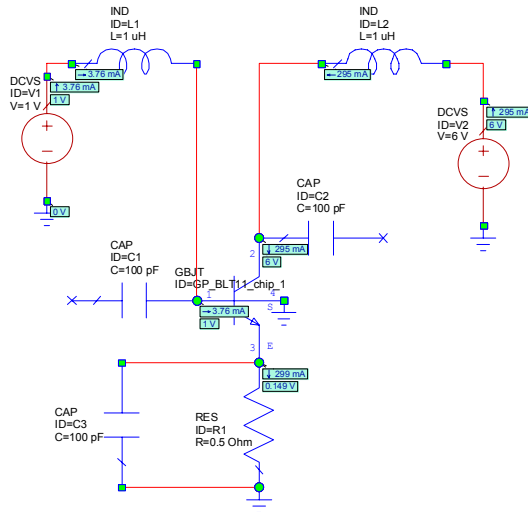 IND
ID=L1
L=1 uH
IND
ID=L2
L=1 uH
3.76 mA
295 mA
DCVS
ID=V1
V=1 V
3.76 mA
1 V
DCVS
ID=V2
V=6 V
295 mA
6 V
0 V
CAP
ID=C2
C=100 pF
2
295 mA
6 V
CAP
ID=C1
C=100 pF
GBJT
ID=GP_BLT11_chip_1
1
4
S
3.76 mA
1 V
3
E
299 mA
0.149 V
CAP
ID=C3
C=100 pF
RES
ID=R1
R=0.5 Ohm